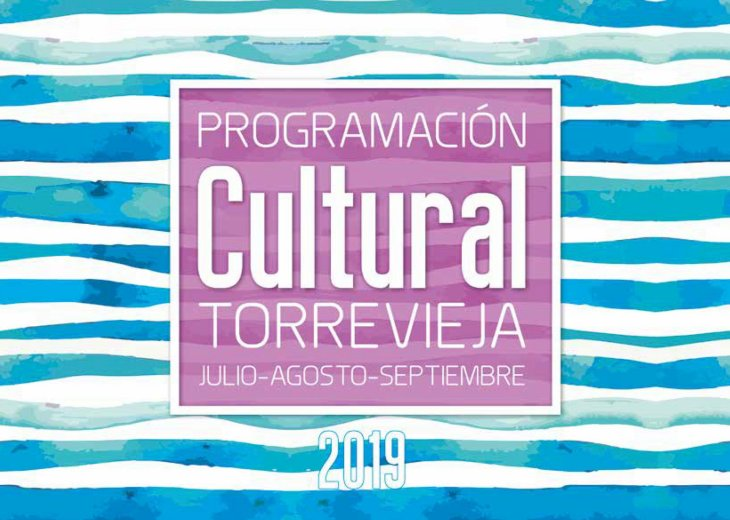 PROGRAMACIÓN
Cultural
TORREVIEJA
JULIO-AGOSTO-SEPTIEMBRE
2019